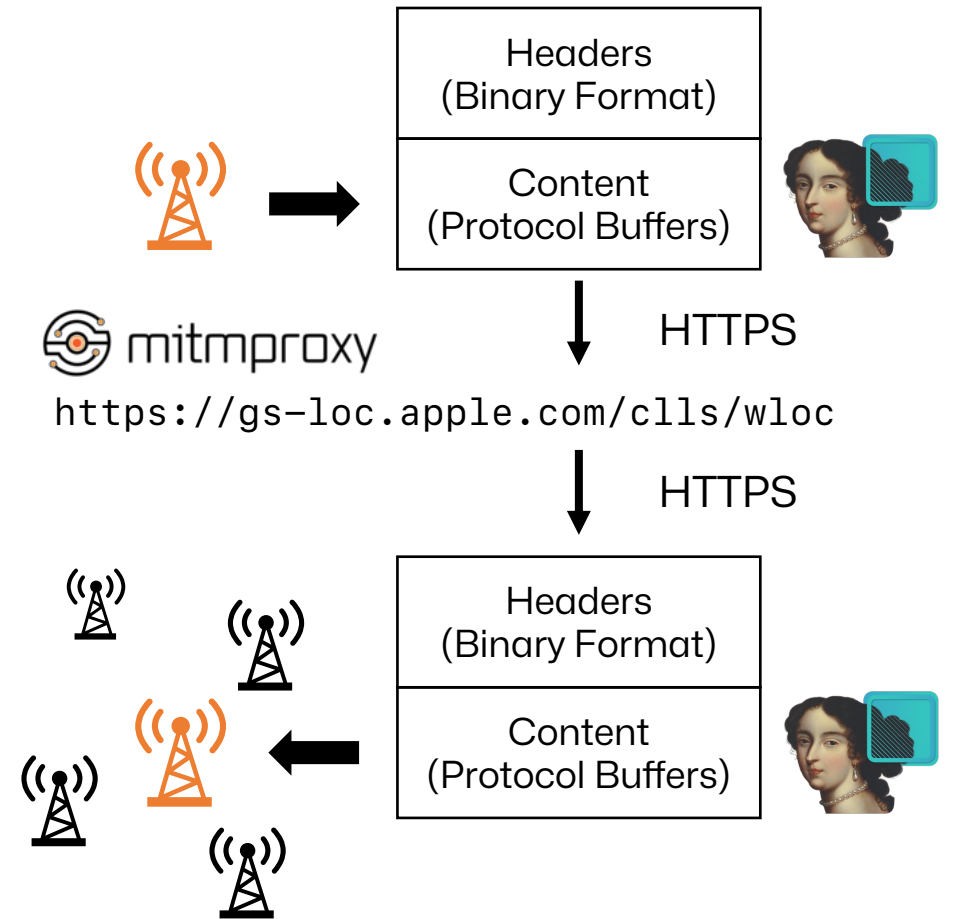 Headers
(Binary Format)
Content
(Protocol Buffers)
HTTPS
mitmproxy
https://gs-loc.apple.com/clls/wloc
HTTPS
Headers
(Binary Format)
Content
(Protocol Buffers)